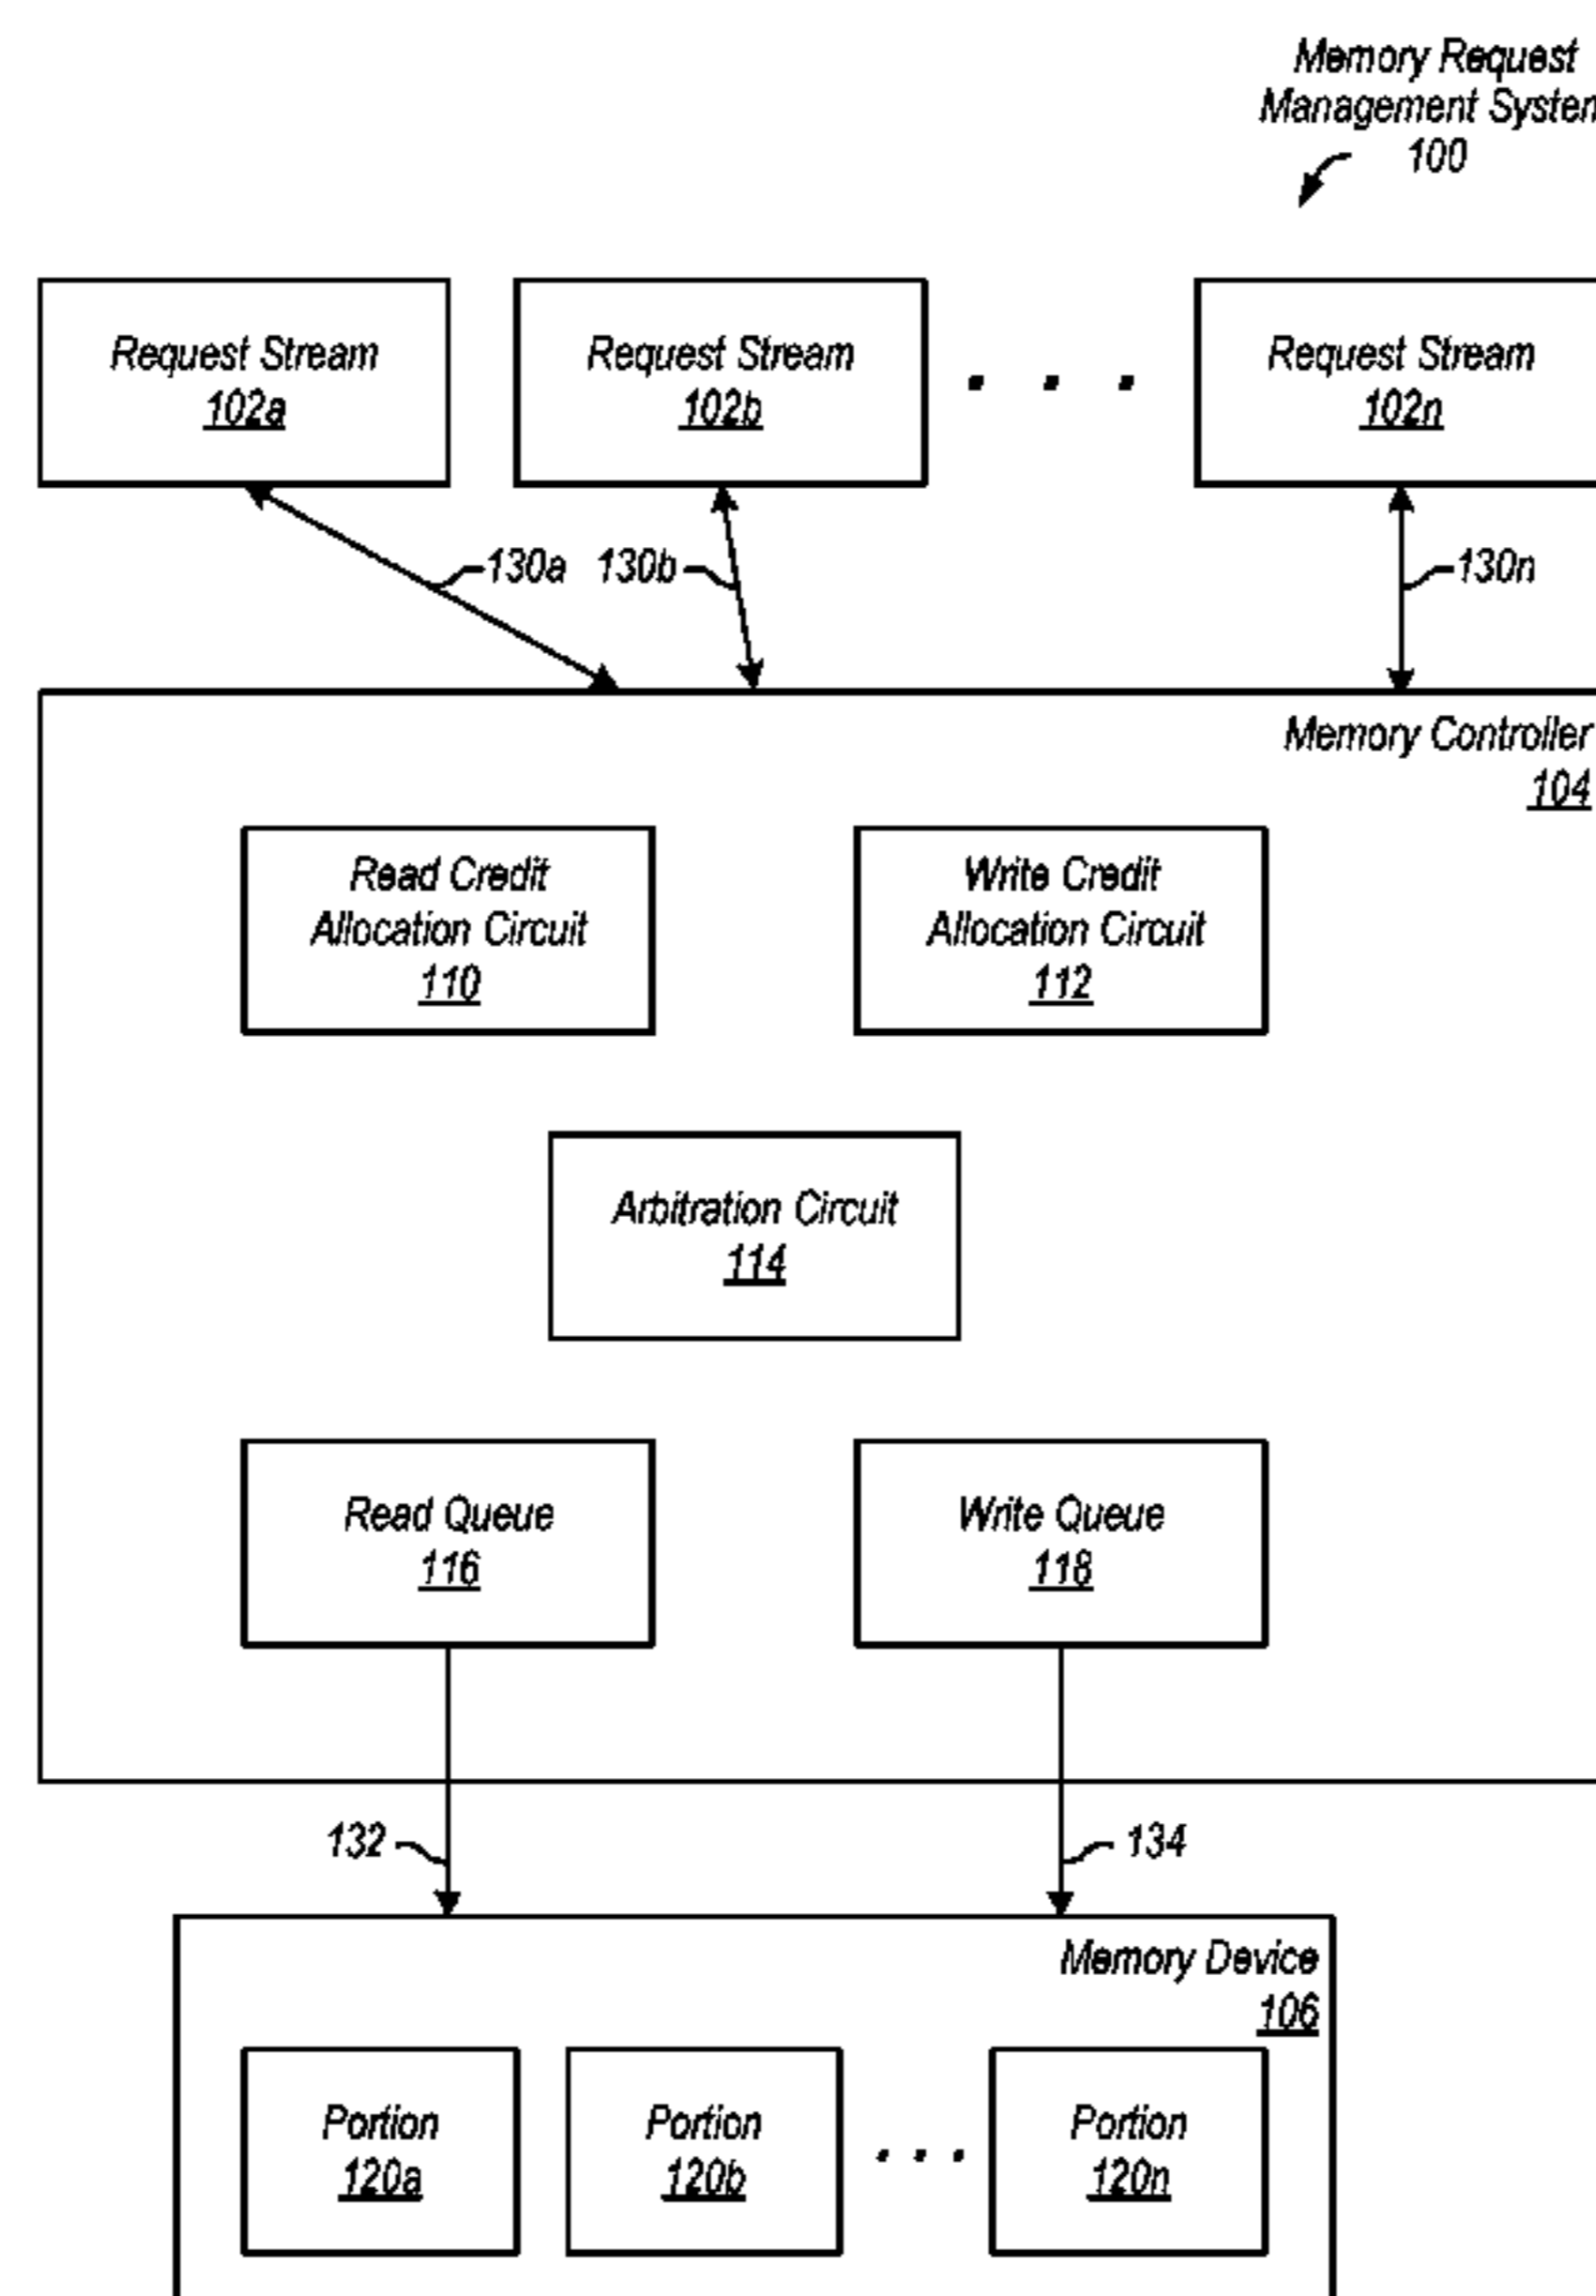 Memory Request
Management System
100
Request Stream
102a
Request Stream
102b
. . .
Request Stream
102n
130a
130b
130n
Memory Controller
104
Read Credit
Allocation Circuit
110
Write Credit
Allocation Circuit
112
Arbitration Circuit
114
Read Queue
116
Write Queue
118
132
134
Memory Device
106
Portion
120a
Portion
120b
. . .
Portion
120n